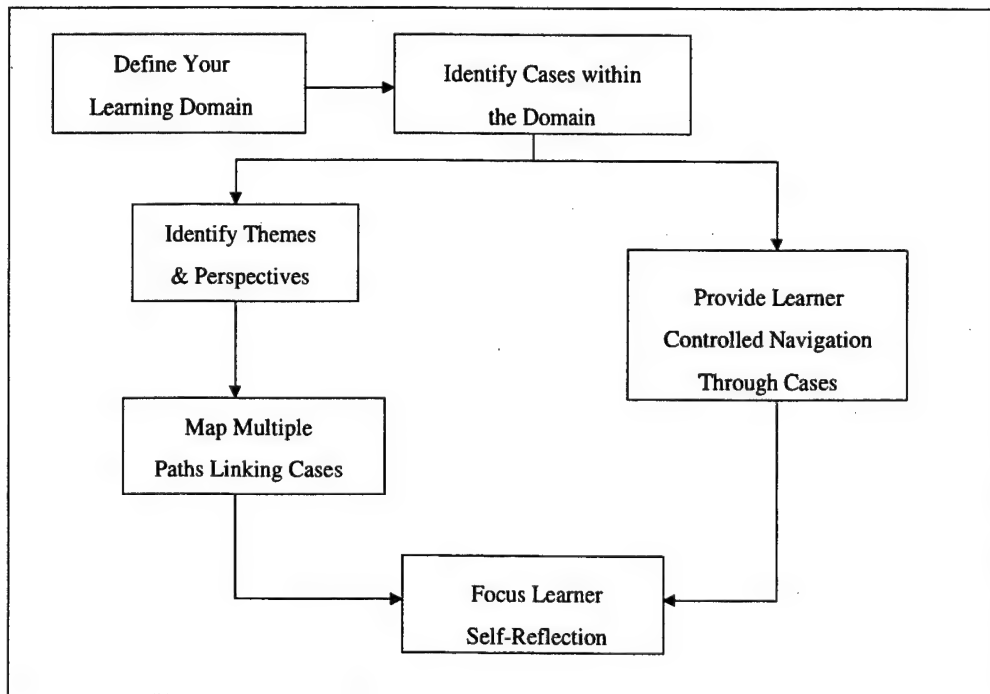 Define Your
Learning Domain
Identify Cases within
the Domain
Identify Themes
& Perspectives
Provide Learner
Controlled Navigation
Through Cases
Map Multiple
Paths Linking Cases
Focus Learner
Self-Reflection